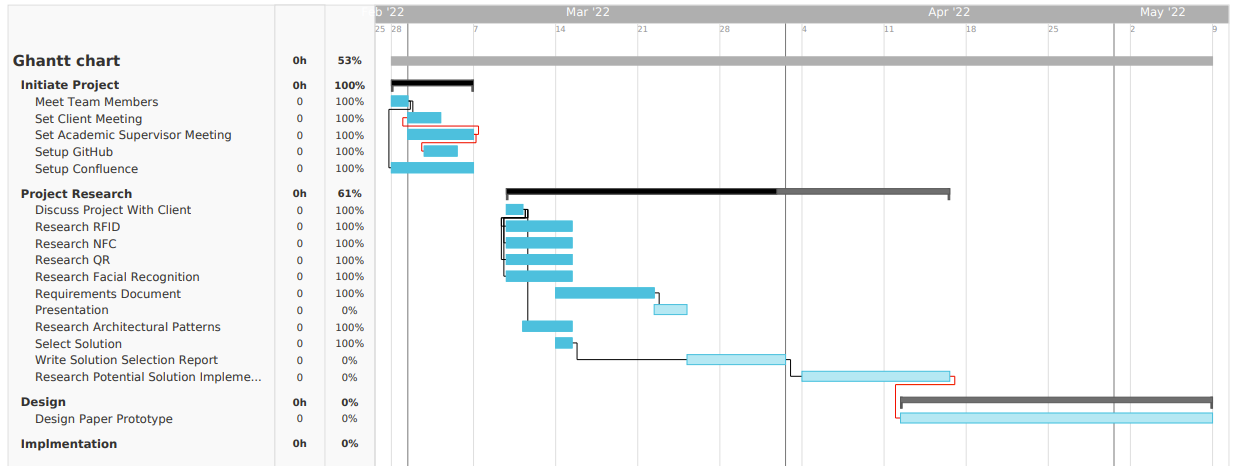 eb '22 Mar '22 Apr '22 May '22
25 28 7 14 21 28 4 11 18 25 2 9
Ghantt chart 0h 53%
Initiate Project 0h 100%
Meet Team Members 0 100%
Set Client Meeting 0 100%
Set Academic Supervisor Meeting 0 100%
Setup GitHub 0 100%
Setup Confluence 0 100%
Project Research 0h 61%
Discuss Project With Client 0 100%
Research RFID 0 100%
Research NFC 0 100%
Research QR 0 100%
Research Facial Recognition 0 100%
Requirements Document 0 100%
Presentation 0 0%
Research Architectural Patterns 0 100%
Select Solution 0 100%
Write Solution Selection Report 0 0%
Research Potential Solution Impleme... 0 0%
Design 0h 0%
Design Paper Prototype 0 0%
Implmentation 0h 0%